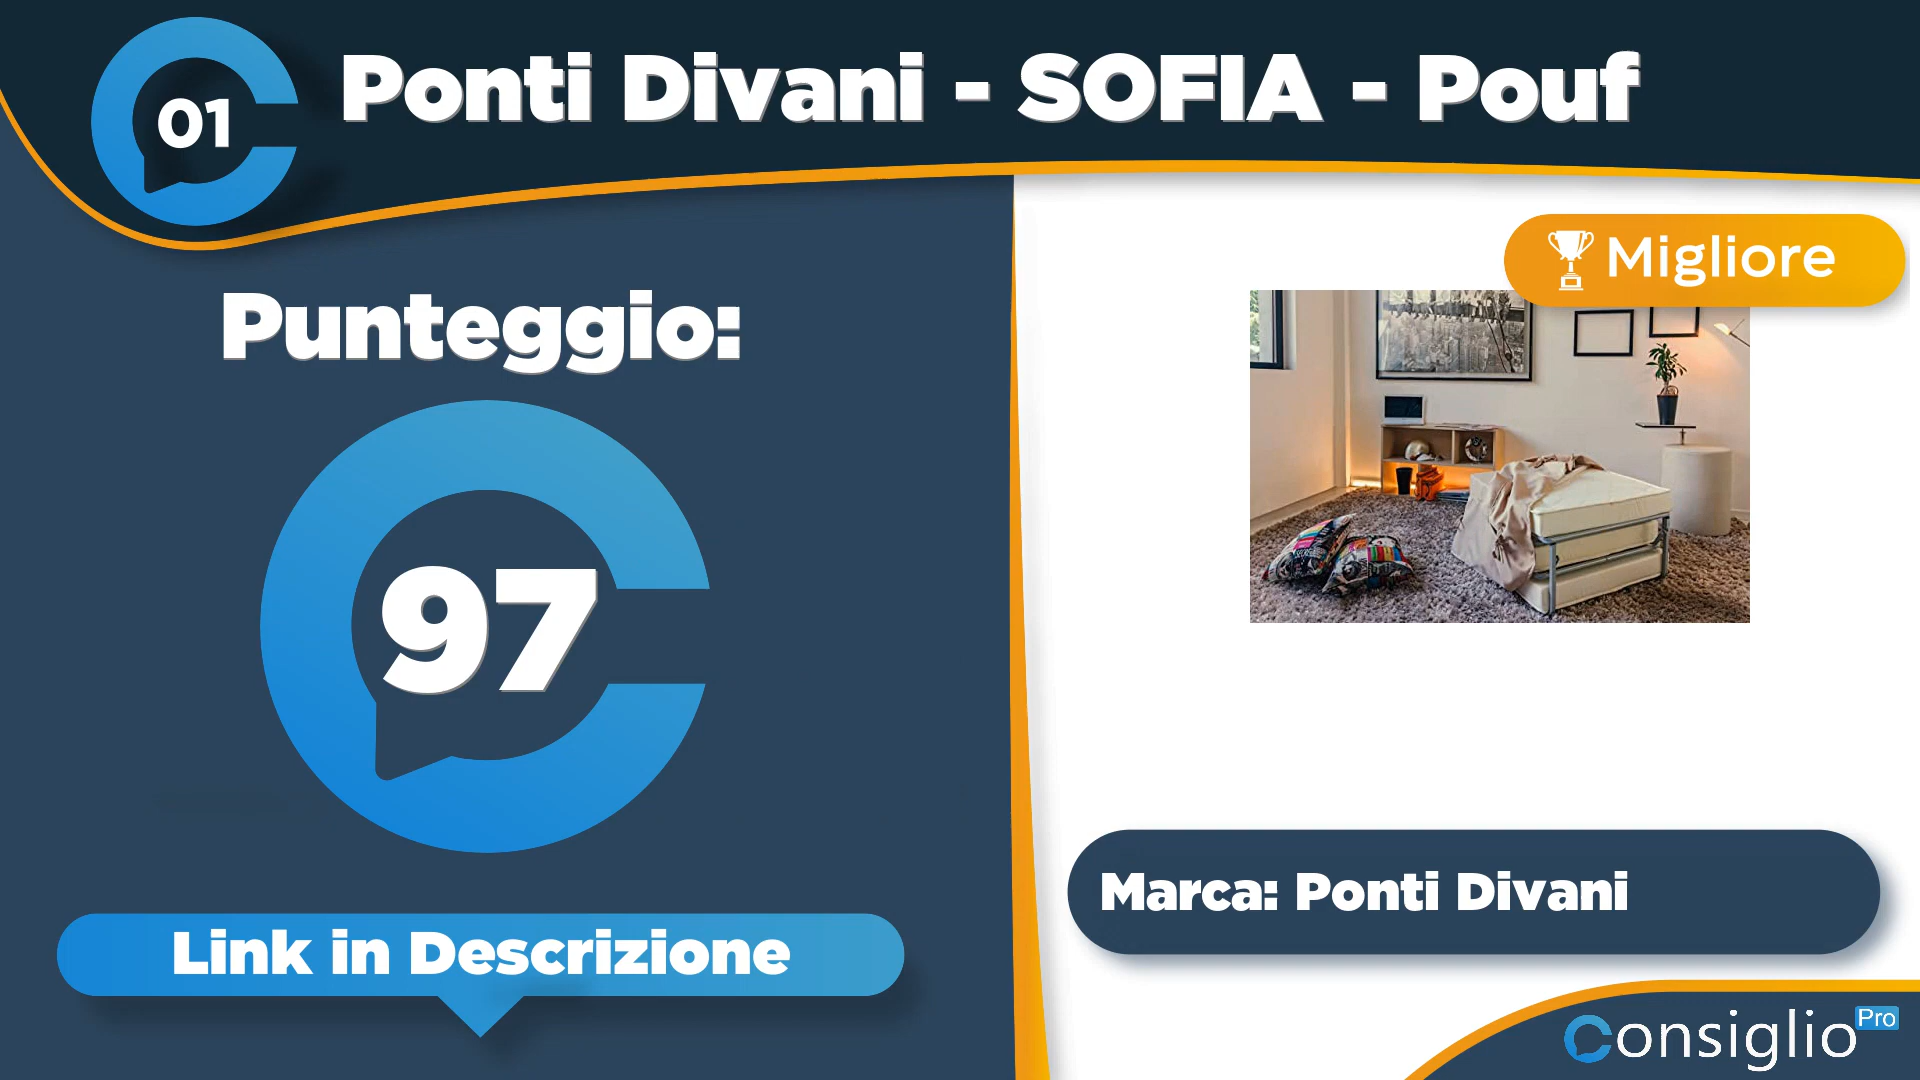 01
Ponti Divani - SOFIA - Pouf
Migliore
Punteggio:
97
Marca: Ponti Divani
Link in Descrizione
Consiglio Pro